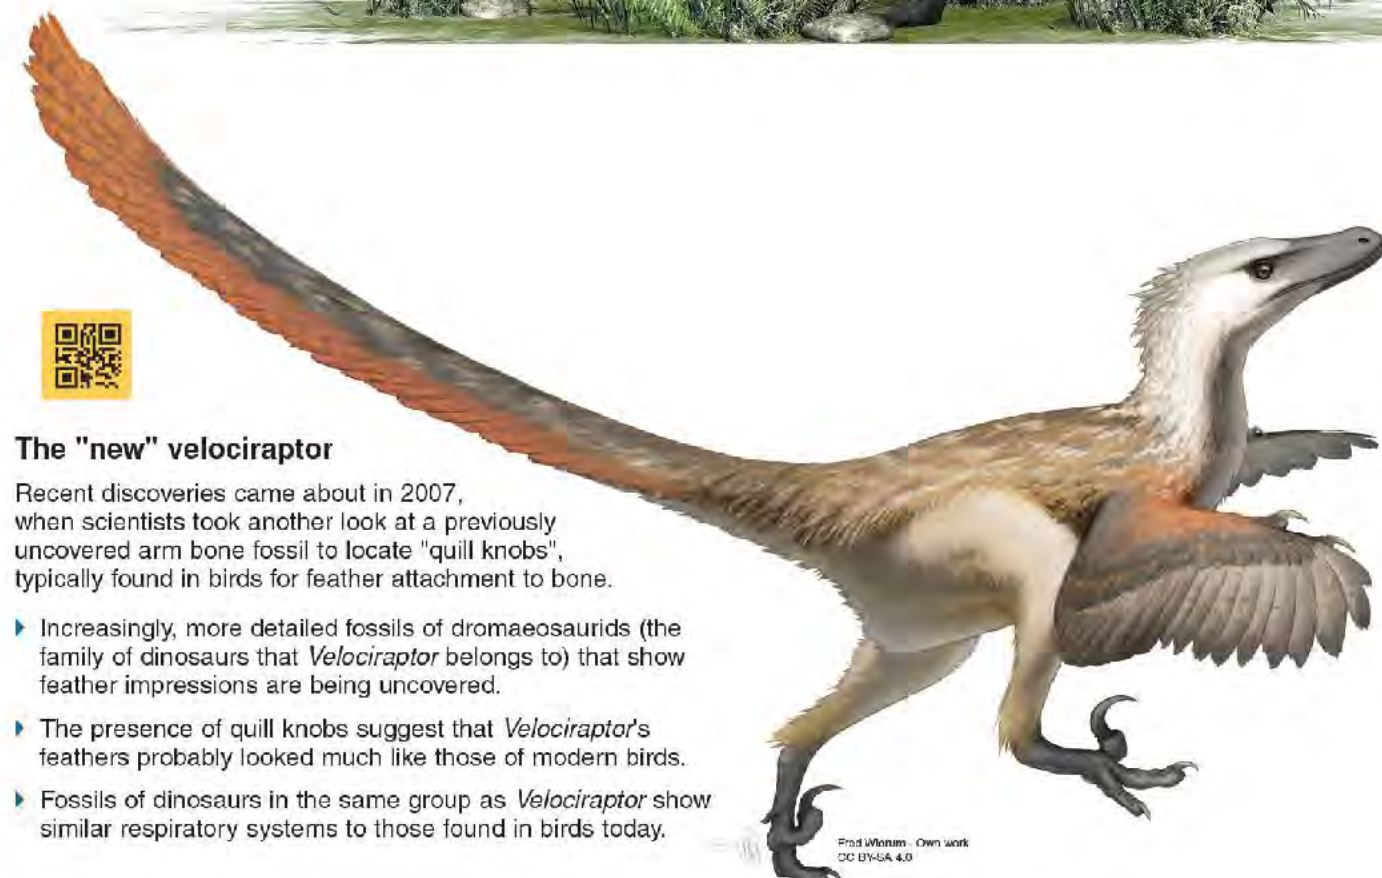 The "new" velociraptor
Recent discoveries came about in 2007,
when scientists took another look at a previously
uncovered arm bone fossil to locate "quill knobs",
typically found in birds for feather attachment to bone.
Increasingly, more detailed fossils of dromaeosaurids (the
family of dinosaurs that Velociraptor belongs to) that show
feather impressions are being uncovered.
The presence of quill knobs suggest that Velociraptor's
feathers probably looked much like those of modern birds.
Fossils of dinosaurs in the same group as Velociraptor show
similar respiratory systems to those found in birds today.
Fred Wierum - Own work
CC BY-SA 4.0